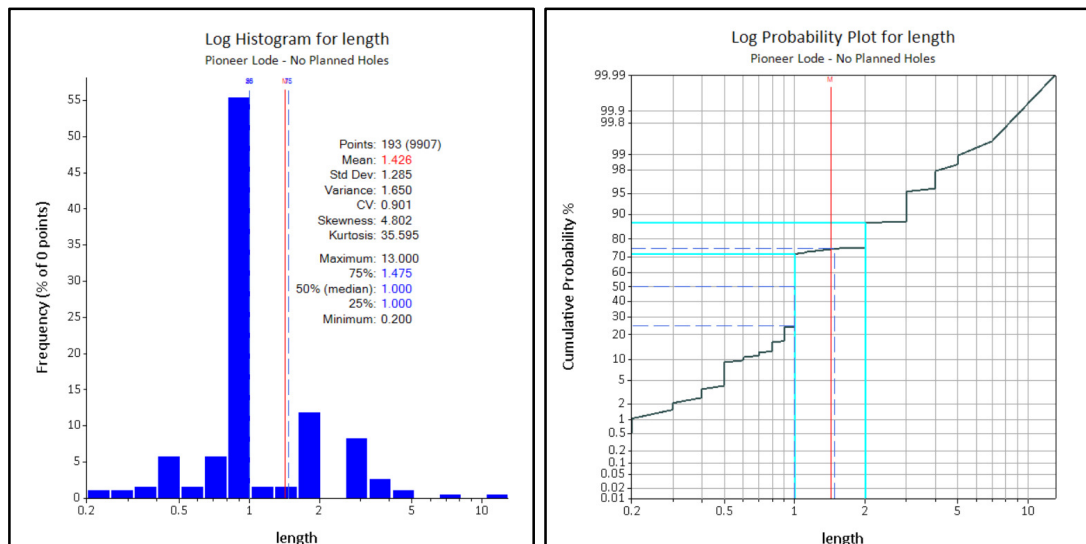 Log Histogram for length
Pioneer Lode - No Planned Holes
M
75
55
50
45
40
35
30
25
20
15
10
5
0
Frequency (% of 0 points)
Points: 193 (9907)
Mean: 1.426
Std Dev: 1.285
Variance: 1.650
CV: 0.901
Skewness: 4.802
Kurtosis: 35.595
Maximum: 13.000
75%: 1.475
50% (median): 1.000
25%: 1.000
Minimum: 0.200
0.2
0.5
1
2
5
10
length
Log Probability Plot for length
Pioneer Lode - No Planned Holes
M
99.99
99.9
99.8
99
98
95
90
80
70
60
50
40
30
20
10
5
2
1
0.5
0.2
0.1
0.05
0.02
0.01
Cumulative Probability %
0.2
0.5
1
2
5
10
length